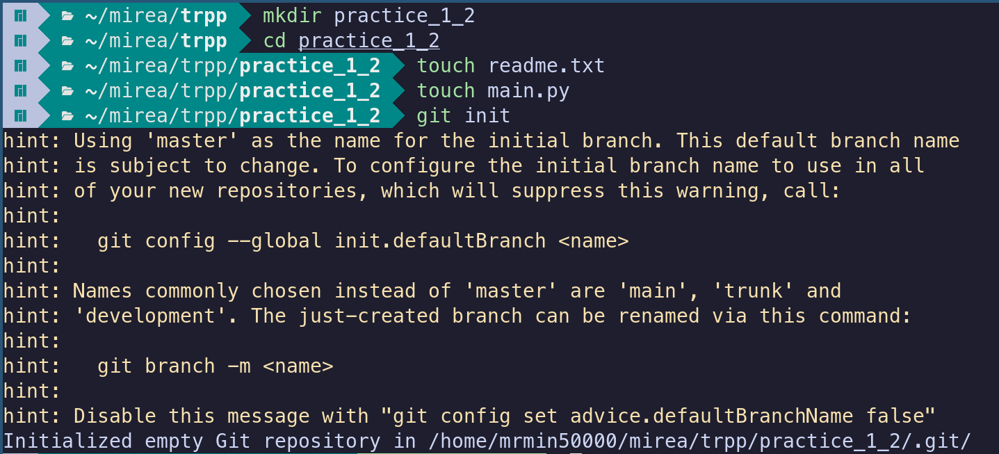 ~/mirea/trpp mkdir practice_1_2
~/mirea/trpp cd practice_1_2
~/mirea/trpp/practice_1_2 touch readme.txt
~/mirea/trpp/practice_1_2 touch main.py
~/mirea/trpp/practice_1_2 git init
hint: Using 'master' as the name for the initial branch. This default branch name
hint: is subject to change. To configure the initial branch name to use in all
hint: of your new repositories, which will suppress this warning, call:
hint:
hint:   git config --global init.defaultBranch <name>
hint:
hint: Names commonly chosen instead of 'master' are 'main', 'trunk' and
hint: 'development'. The just-created branch can be renamed via this command:
hint:
hint:   git branch -m <name>
hint:
hint: Disable this message with "git config set advice.defaultBranchName false"
Initialized empty Git repository in /home/mrmin50000/mirea/trpp/practice_1_2/.git/